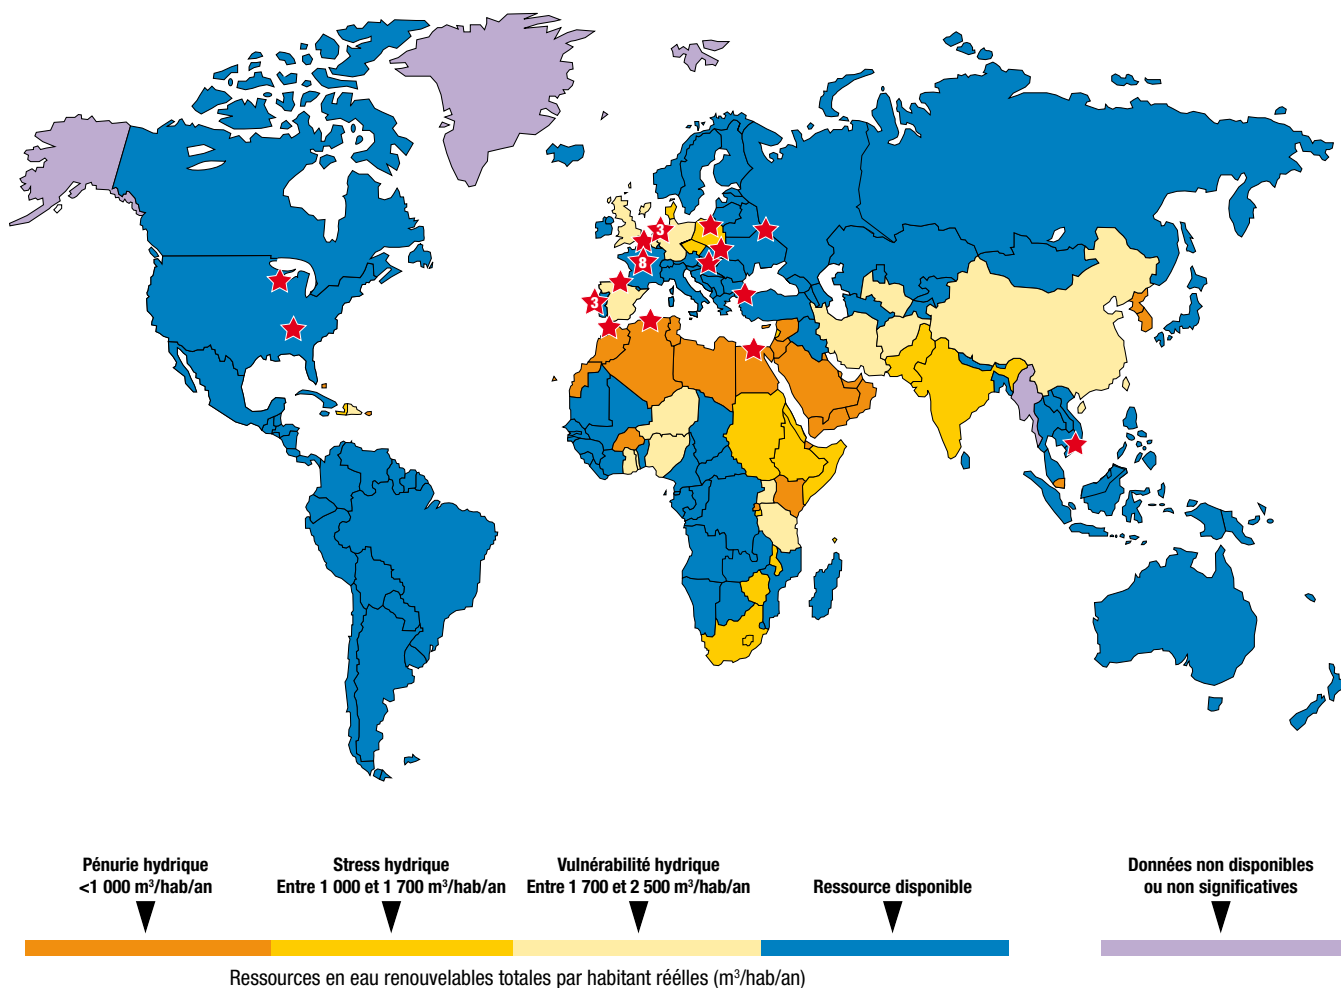 3
8
3
Pénurie hydrique
<1 000 m³/hab/an
Stress hydrique
Entre 1 000 et 1 700 m³/hab/an
Vulnérabilité hydrique
Entre 1 700 et 2 500 m³/hab/an
Ressource disponible
Données non disponibles
ou non significatives
Ressources en eau renouvelables totales par habitant réélles (m³/hab/an)